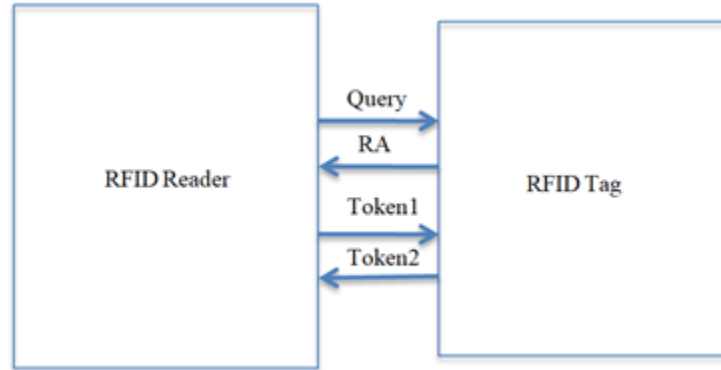 Query
RA
RFID Reader
RFID Tag
Token1
Token2